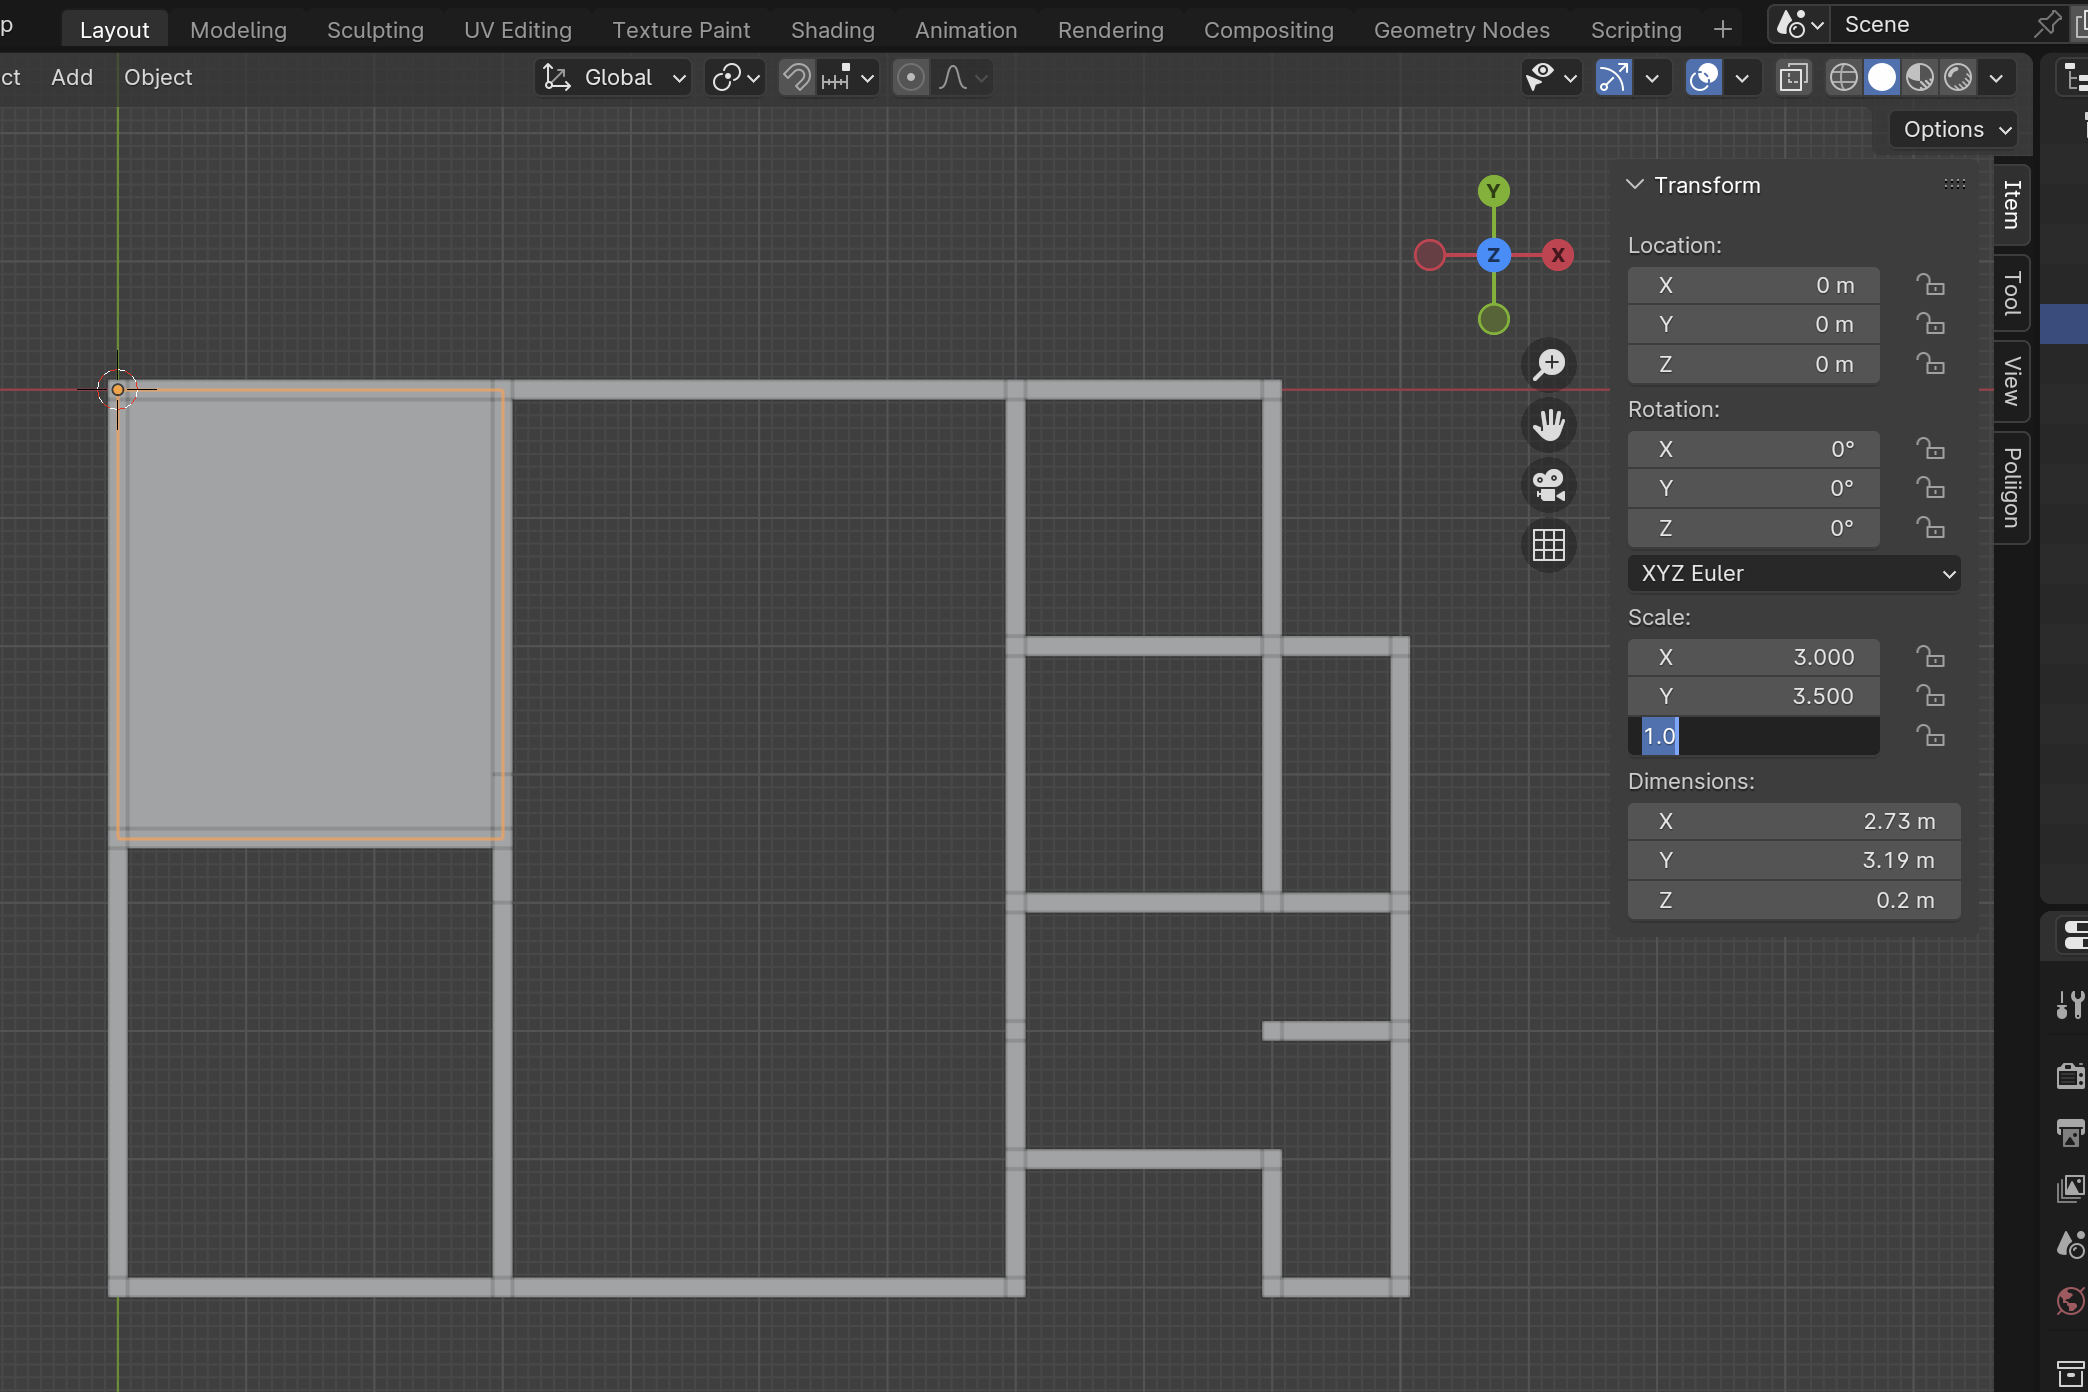 p Layout Modeling Sculpting UV Editing Texture Paint Shading Animation Rendering Compositing Geometry Nodes Scripting + Scene
ct Add Object Global
Options
Y
Z X
Transform
Location:
X 0 m
Y 0 m
Z 0 m
Rotation:
X 0°
Y 0°
Z 0°
XYZ Euler
Scale:
X 3.000
Y 3.500
1.0
Dimensions:
X 2.73 m
Y 3.19 m
Z 0.2 m
Item
Tool
View
Poliigon